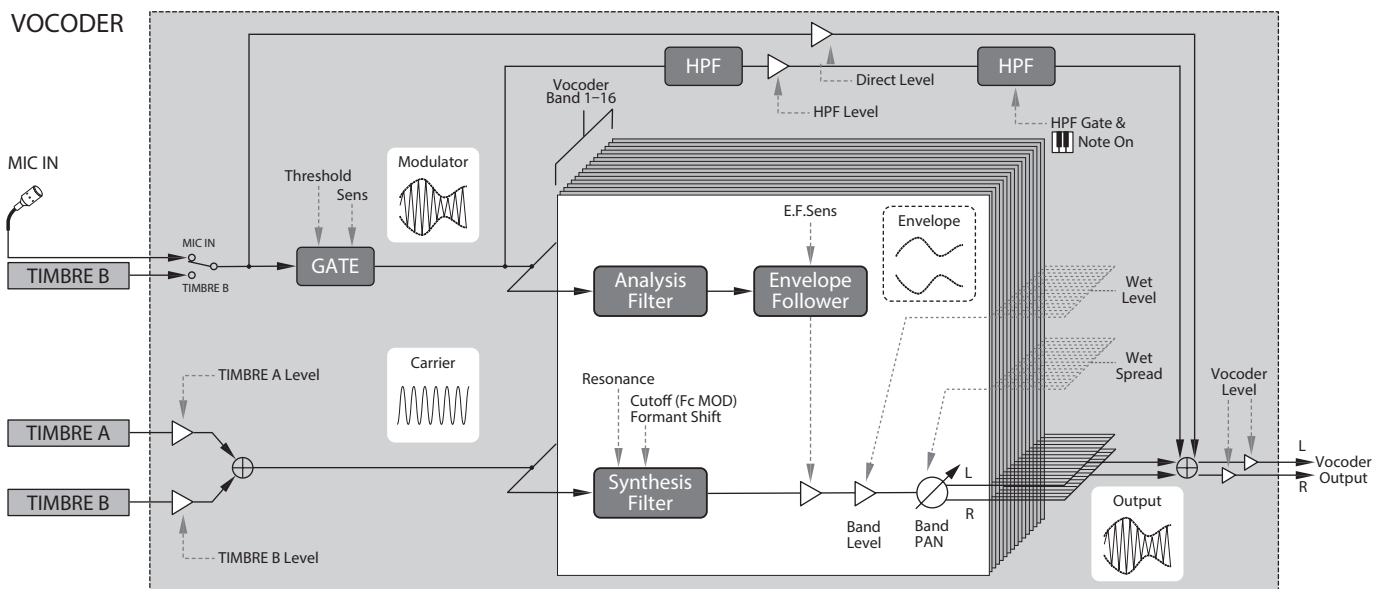 VOCODER
HPF
HPF
Direct Level
HPF Level
Vocoder
Band 1–16
HPF Gate &
Note On
MIC IN
Modulator
Threshold
Sens
E.F.Sens
Envelope
MIC IN
TIMBRE B
TIMBRE B
GATE
Analysis
Filter
Envelope
Follower
Wet
Level
Wet
Spread
Carrier
TIMBRE A Level
Resonance
Cutoff (Fc MOD)
Formant Shift
Vocoder
Level
TIMBRE A
TIMBRE B
Synthesis
Filter
L
R
L
R
Vocoder
Output
Band
Level
Band
PAN
Output
TIMBRE B Level